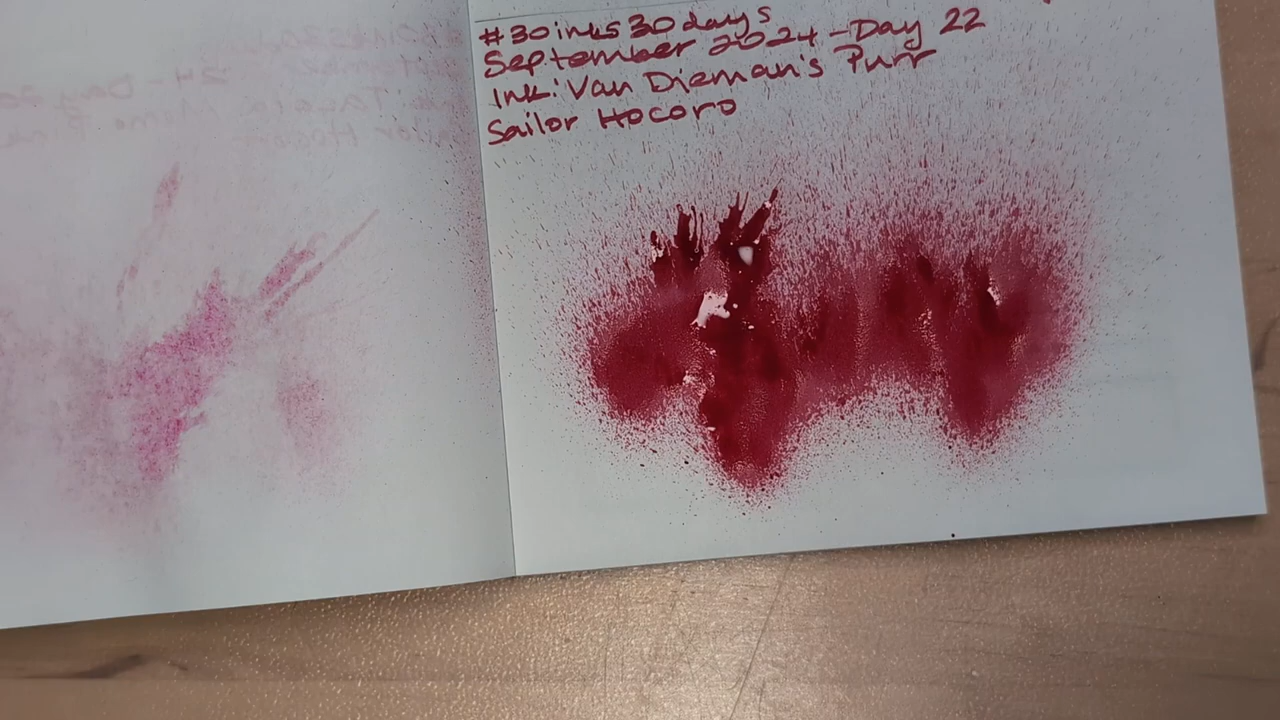 #30inks30days
September 2024 - Day 22
Ink: Van Dieman's Purr
Sailor Hocoro